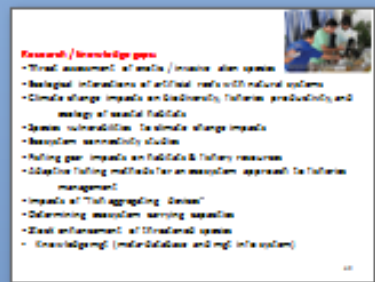 Research / knowledge gaps:
• Threat assessment of exotic / invasive alien species
• Ecological interactions of artificial reefs with natural systems
• Climate change impacts on biodiversity, fisheries productivity, and
ecology of coastal habitats
• Species vulnerabilities to climate change impacts
• Ecosystem connectivity studies
• Fishing gear impacts on habitats & fishery resources
• Adaptive fishing methods for an ecosystem approach to fisheries
management
• Impacts of "fish aggregating devices"
• Determining ecosystem carrying capacities
• Stock enhancement of threatened species
• Knowledge mgt (meta-database and mgt info system)